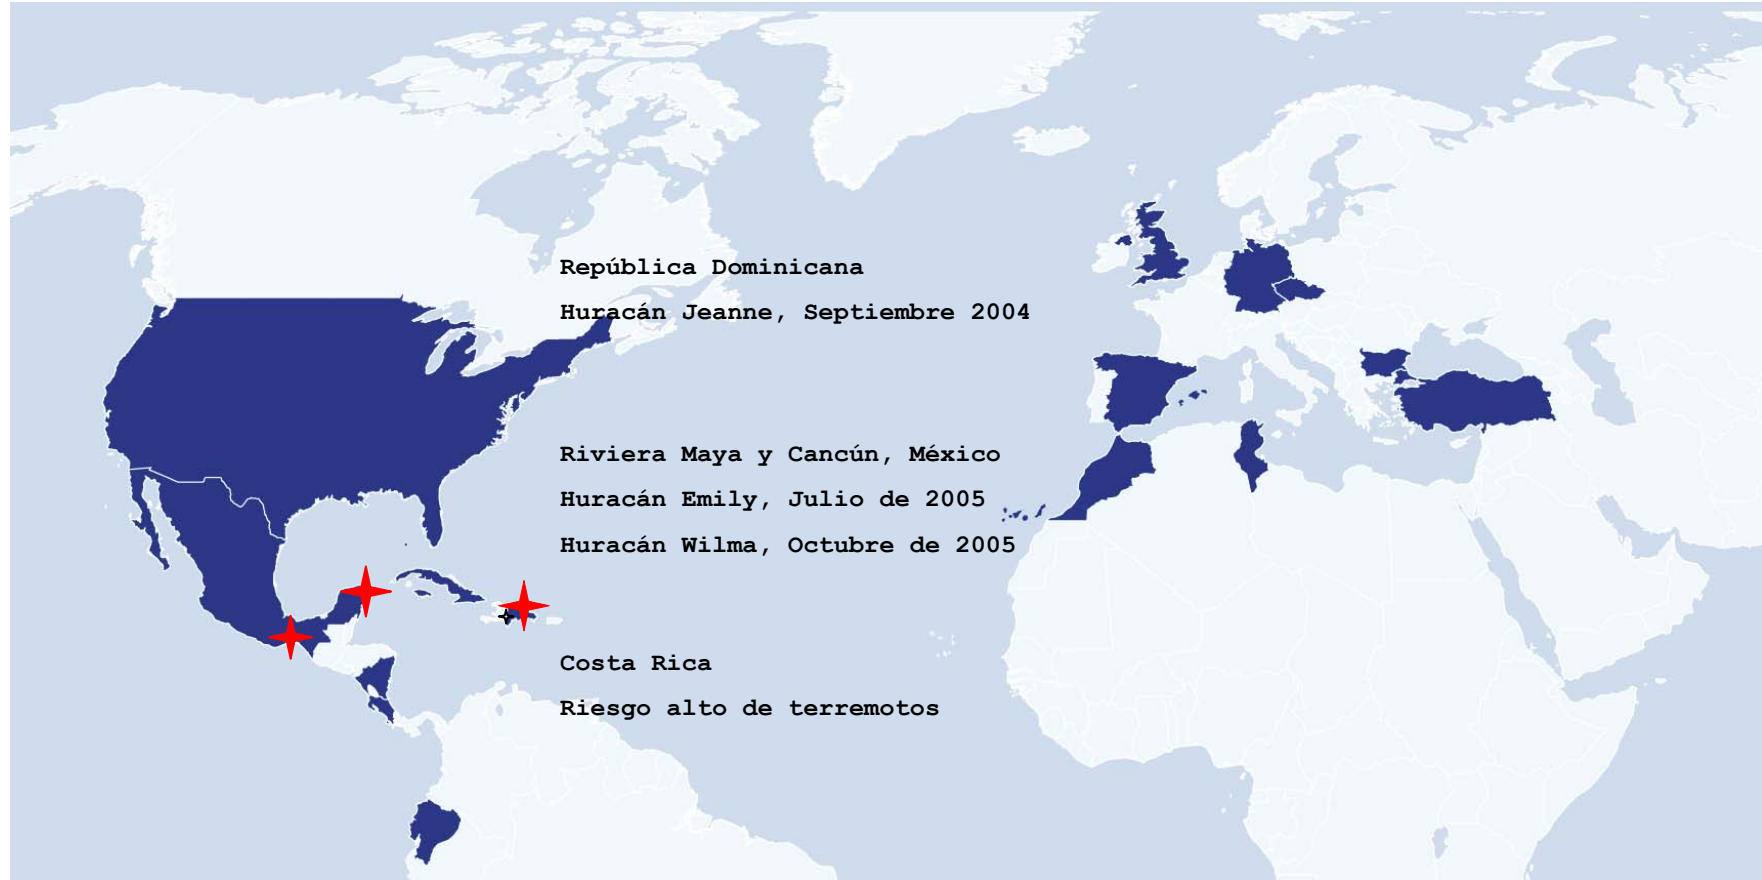 República Dominicana
Huracán Jeanne, Septiembre 2004
Riviera Maya y Cancún, México
Huracán Emily, Julio de 2005
Huracán Wilma, Octubre de 2005
Costa Rica
Riesgo alto de terremotos